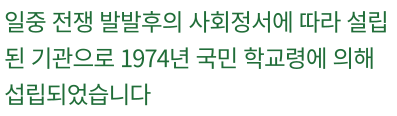 일중 전쟁 발발후의 사회정서에 따라 설립
된 기관으로 1974년 국민 학교령에 의해
섭립되었습니다